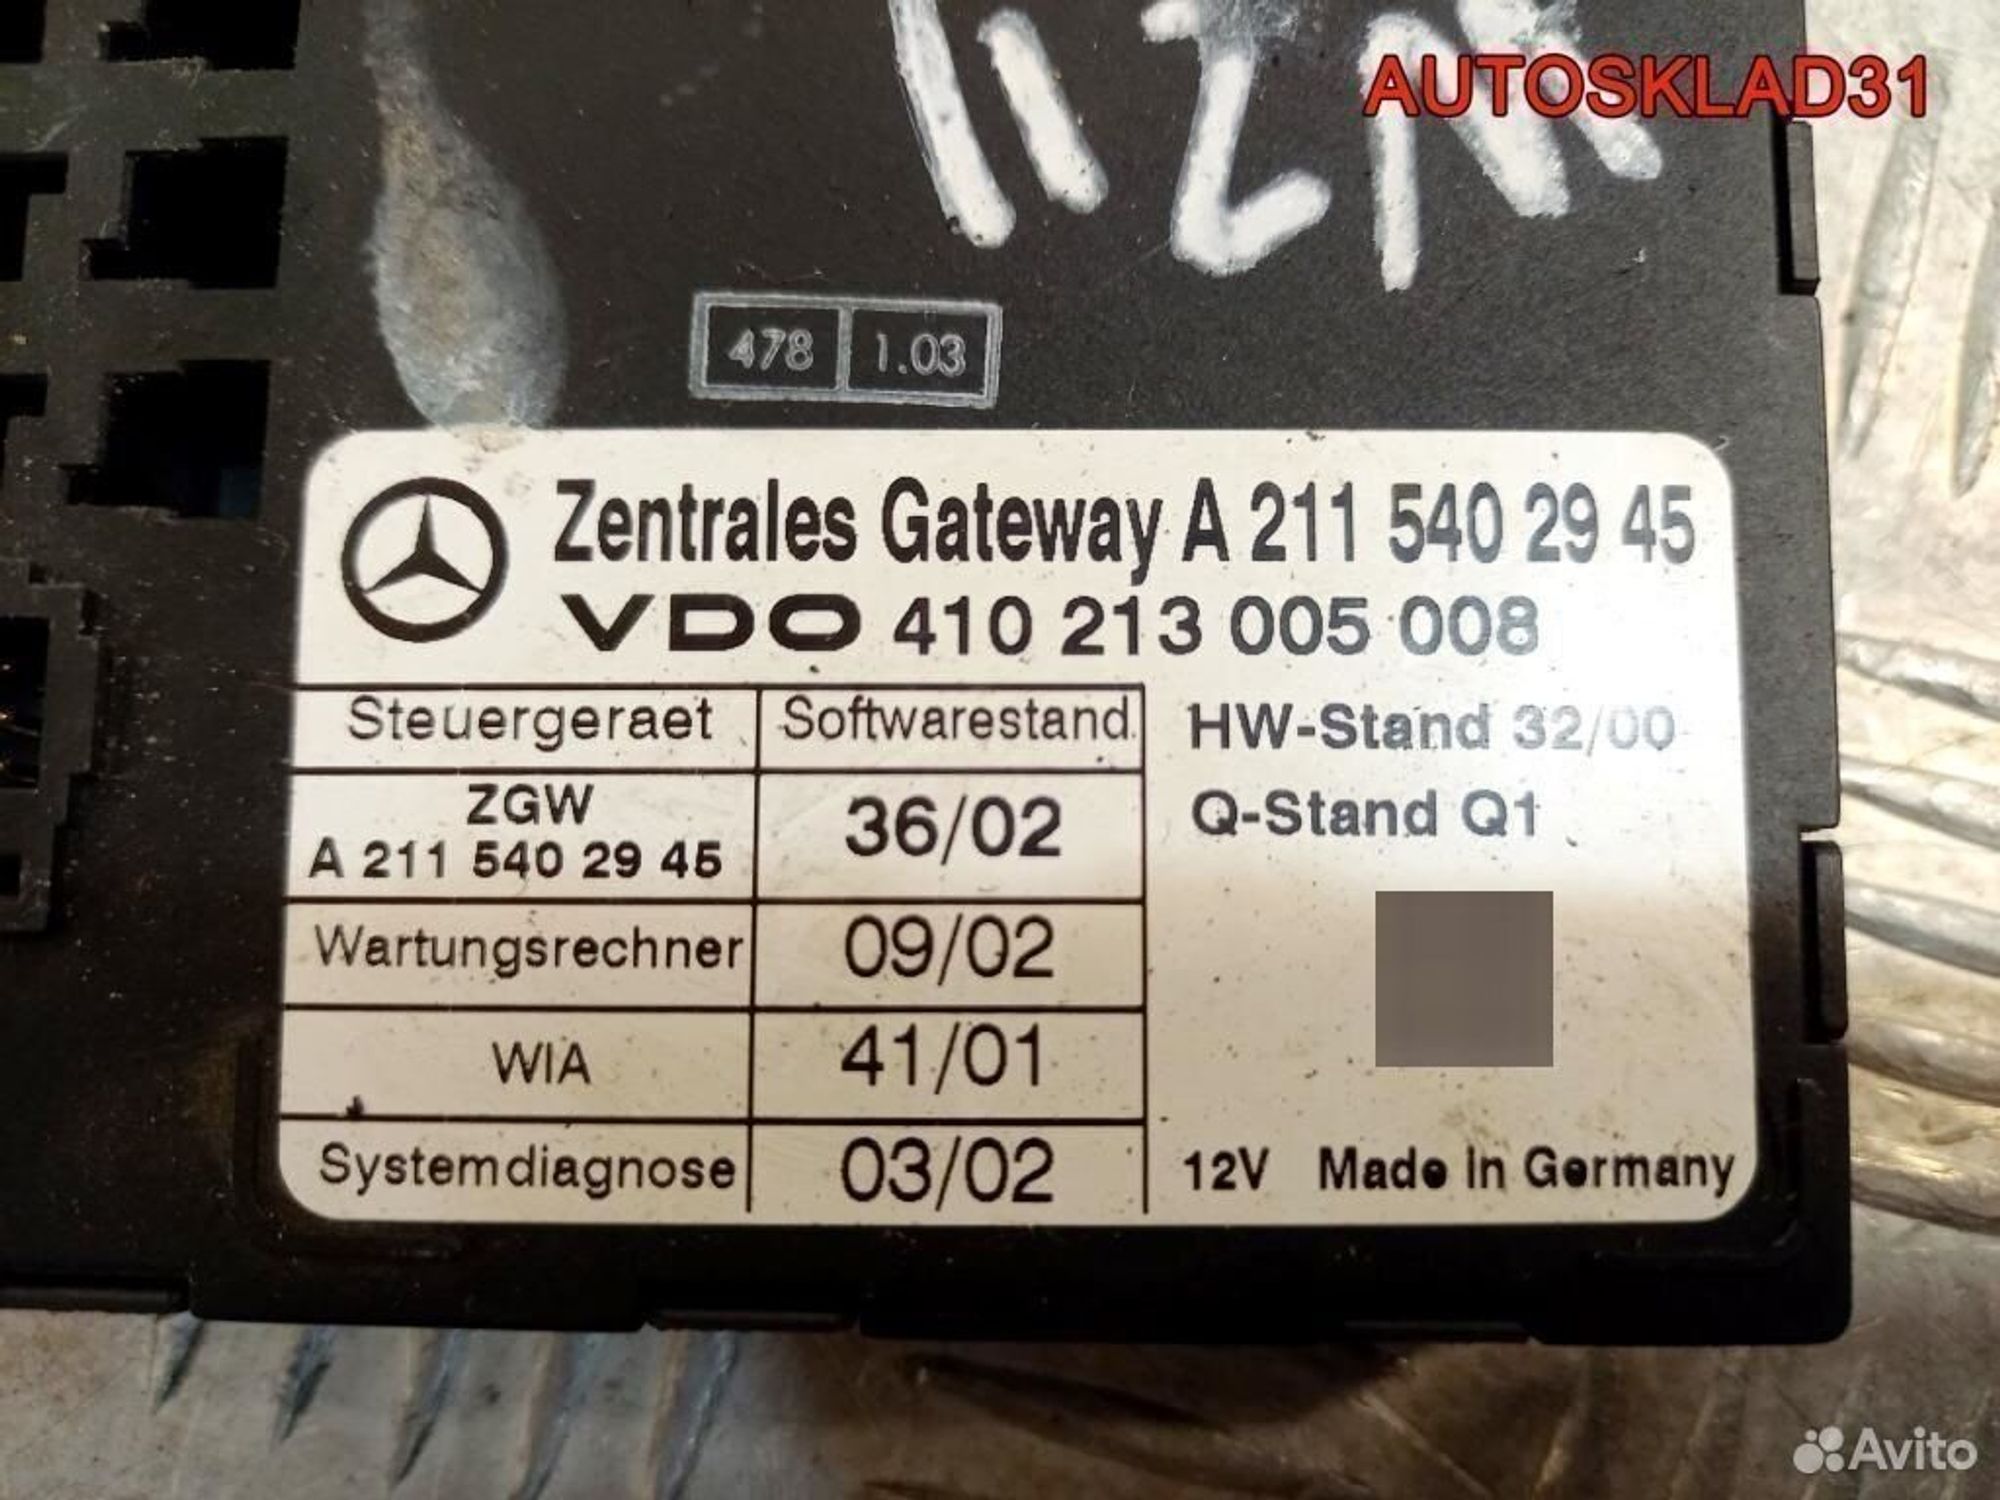 AUTOSKLAD31
478 1.03
Zentrales Gateway A 211 540 29 45
VDO 410 213 005 008
Steuergeraet Softwarestand HW-Stand 32/00
ZGW
A 211 540 29 45 36/02 Q-Stand Q1
Wartungsrechner 09/02
WIA 41/01
Systemdiagnose 03/02 12V Made In Germany
Avito